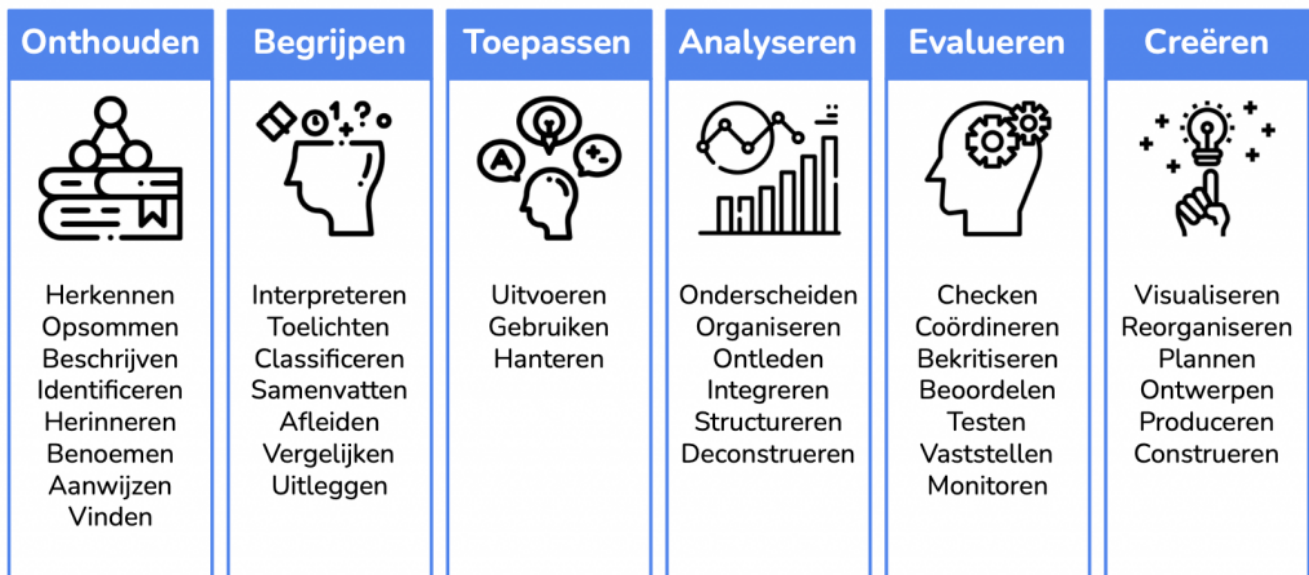 Onthouden
Herkennen
Opsommen
Beschrijven
Identificeren
Herinneren
Benoemen
Aanwijzen
Vinden
Begrijpen
1 ?
+
Interpreteren
Toelichten
Classificeren
Samenvatten
Afleiden
Vergelijken
Uitleggen
Toepassen
A
+-
Uitvoeren
Gebruiken
Hanteren
Analyseren
Onderscheiden
Organiseren
Ontleden
Integreren
Structureren
Deconstrueren
Evalueren
Checken
Coördineren
Bekritiseren
Beoordelen
Testen
Vaststellen
Monitoren
Creëren
Visualiseren
Reorganiseren
Plannen
Ontwerpen
Produceren
Construeren